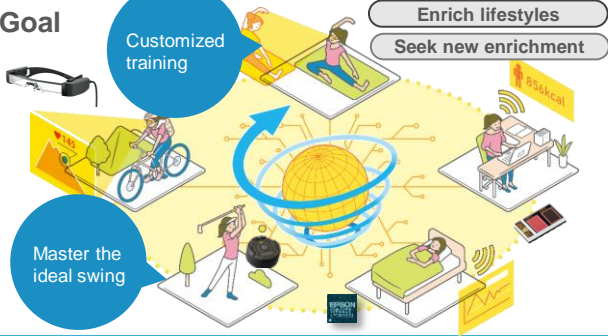 Goal
Customized
training
Enrich lifestyles
Seek new enrichment
856kcal
♥145
Master the
ideal swing
EPSON